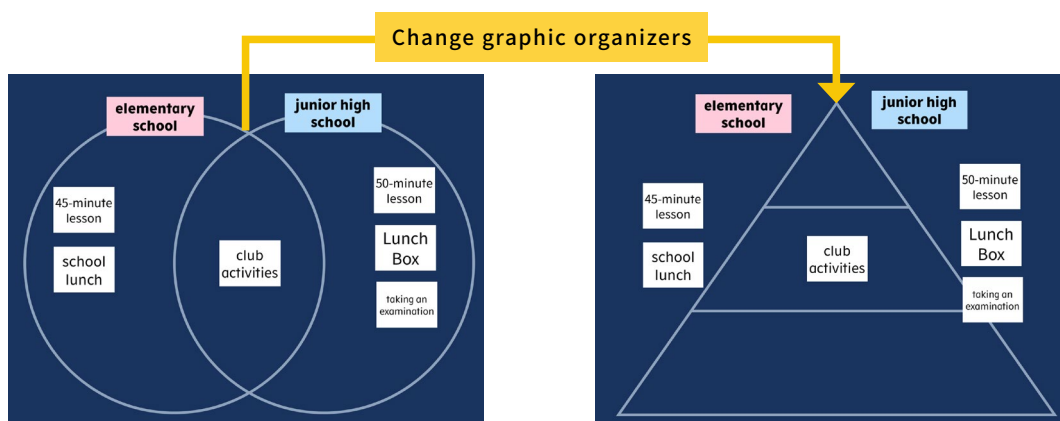 Change graphic organizers
elementary
school
junior high
school
45-minute
lesson
school
lunch
club
activities
50-minute
lesson
Lunch
Box
taking an
examination
elementary
school
junior high
school
45-minute
lesson
school
lunch
club
activities
50-minute
lesson
Lunch
Box
taking an
examination